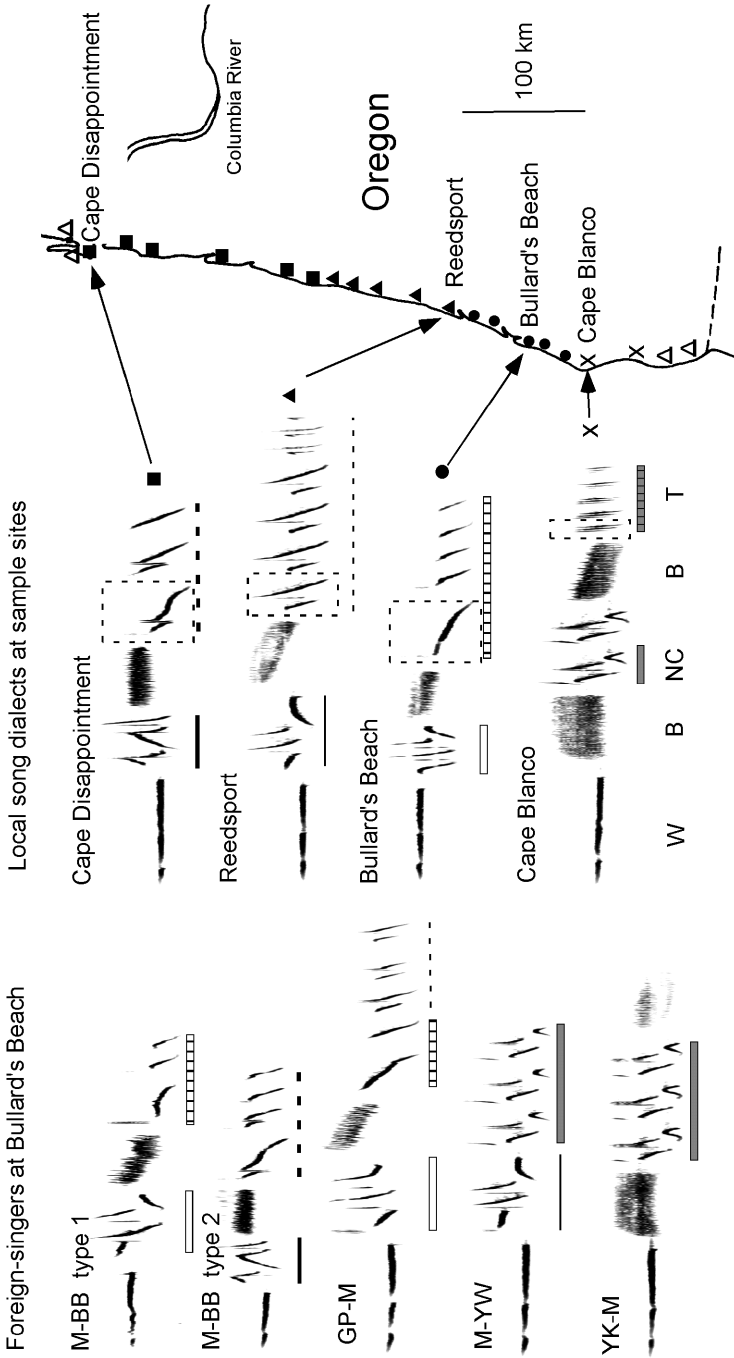 Foreign-singers at Bullard's Beach
M-BB type 1
M-BB type 2
GP-M
M-YW
YK-M
Local song dialects at sample sites
Cape Disappointment
Reedsport
Bullard's Beach
Cape Blanco
W B NC B T
X
Cape Disappointment
Columbia River
Oregon
Reedsport
Bullard's Beach
X Cape Blanco
X
100 km